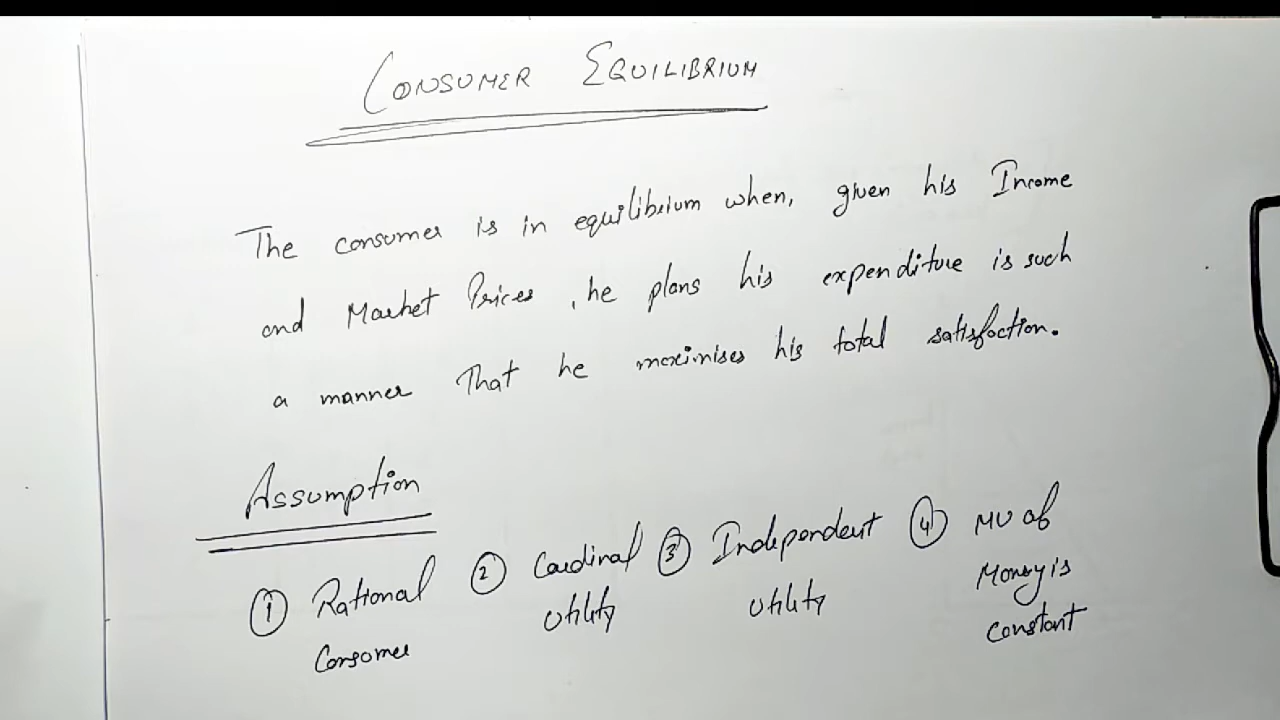 CONSUMER EQUILIBRIUM
The consumer is in equilibrium when, given his Income
and Market Prices, he plans his expenditure is such
a manner That he maximises his total satisfaction.
Assumption
① Rational Consumer
② Cardinal Utility
③ Independent Utility
④ MU of Money is constant